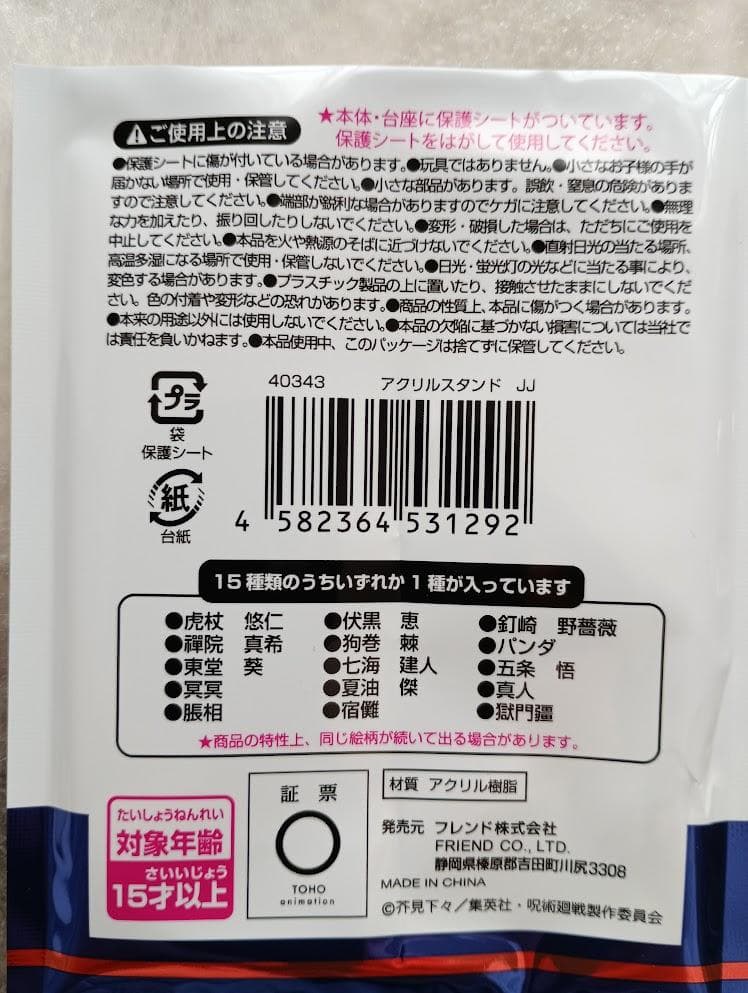 ⚠ご使用上の注意
★本体・台座に保護シートがついています。
保護シートをはがして使用してください。
●保護シートに傷が付いている場合があります。●玩具ではありません。●小さなお子様の手が
届かない場所で使用・保管してください。●小さな部品があります。誤飲・窒息の危険がありま
すので注意してください。●端部が鋭利な場合がありますのでケガに注意してください。●無理
な力を加えたり、振り回したりしないでください。●変形・破損した場合は、ただちにご使用を
中止してください。●本品を火や熱源のそばに近づけないでください。●直射日光の当たる場所、
高温多湿になる場所で使用・保管しないでください。●日光・蛍光灯の光などに当たる事により、
変色する場合があります。●プラスチック製品の上に置いたり、接触させたままにしないでくだ
さい。色の付着や変形などの恐れがあります。●商品の性質上、本品に傷がつく場合があります。
●本来の用途以外には使用しないでください。●本品の欠陥に基づかない損害については当社で
は責任を負いかねます。●本品使用中、このパッケージは捨てずに保管してください。
プラ
袋
保護シート
紙
台紙
40343 アクリルスタンド JJ
4 582364 531292
15種類のうちいずれか1種が入っています
●虎杖 悠仁 ●伏黒 恵 ●釘崎 野薔薇
●禪院 真希 ●狗巻 棘 ●パンダ
●東堂 葵 ●七海 建人 ●五条 悟
●冥冥 ●夏油 傑 ●真人
●脹相 ●宿儺 ●獄門疆
★商品の特性上、同じ絵柄が続いて出る場合があります。
たいしょうねんれい
対象年齢
さいいじょう
15才以上
証 票
TOHO
animation
材質 アクリル樹脂
発売元 フレンド株式会社
FRIEND CO., LTD.
静岡県榛原郡吉田町川尻3308
MADE IN CHINA
©芥見下々／集英社・呪術廻戦製作委員会